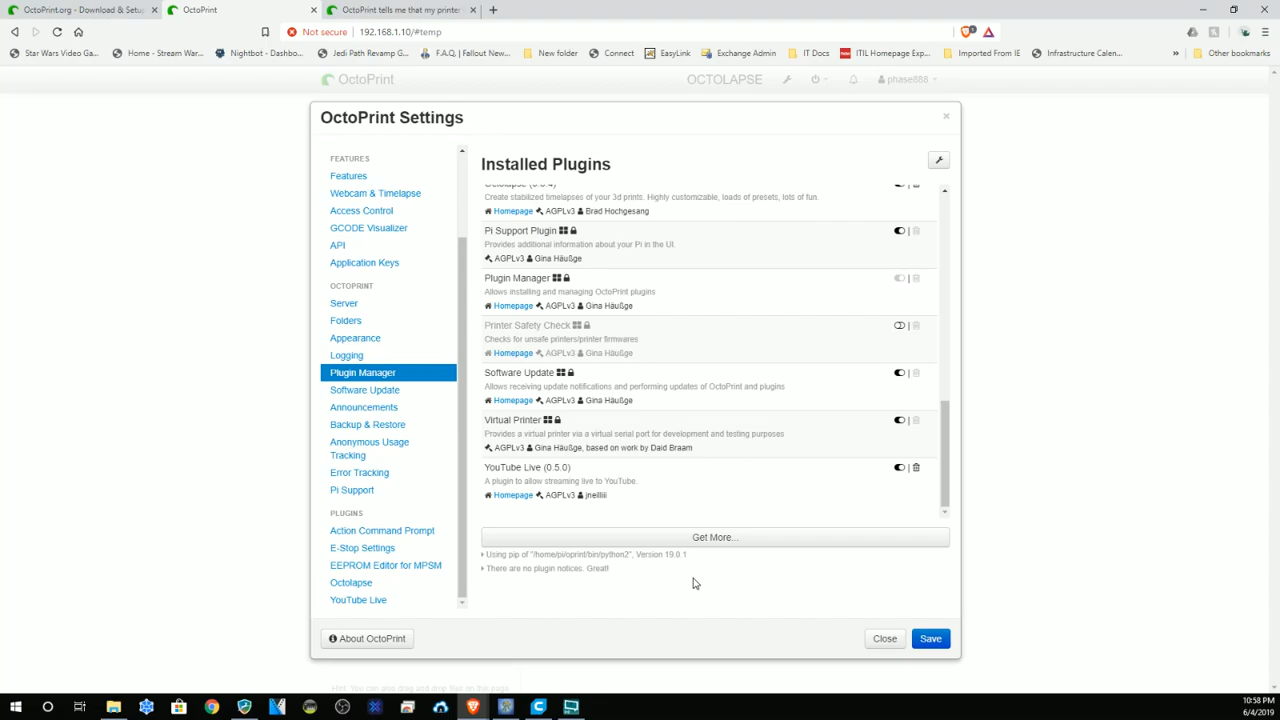 OctoPrint.org - Download & Setu
OctoPrint
OctoPrint tells me that my printer
Not secure
192.168.1.10/#temp
Star Wars Video Ga...
Home - Stream War...
Nightbot - Dashbo...
Jedi Path Revamp G...
F.A.Q. | Fallout New...
New folder
Connect
EasyLink
Exchange Admin
IT Docs
ITIL Homepage Exp...
Imported From IE
Infrastructure Calen...
Other bookmarks
OctoPrint
OCTOLAPSE
phase888
OctoPrint Settings
FEATURES
Features
Webcam & Timelapse
Access Control
GCODE Visualizer
API
Application Keys
OCTOPRINT
Server
Folders
Appearance
Logging
Plugin Manager
Software Update
Announcements
Backup & Restore
Anonymous Usage
Tracking
Error Tracking
Pi Support
PLUGINS
Action Command Prompt
E-Stop Settings
EEPROM Editor for MPSM
Octolapse
YouTube Live
Installed Plugins
Create stabilized timelapses of your 3d prints. Highly customizable, loads of presets, lots of fun.
Homepage AGPLv3 Brad Hochgesang
Pi Support Plugin
Provides additional information about your Pi in the UI.
AGPLv3 Gina Häußge
Plugin Manager
Allows installing and managing OctoPrint plugins
Homepage AGPLv3 Gina Häußge
Printer Safety Check
Checks for unsafe printers/printer firmwares
Homepage AGPLv3 Gina Häußge
Software Update
Allows receiving update notifications and performing updates of OctoPrint and plugins
Homepage AGPLv3 Gina Häußge
Virtual Printer
Provides a virtual printer via a virtual serial port for development and testing purposes
AGPLv3 Gina Häußge, based on work by Daid Braam
YouTube Live (0.5.0)
A plugin to allow streaming live to YouTube.
Homepage AGPLv3 jneilliii
Get More...
Using pip of "/home/pi/oprint/bin/python2", Version 19.0.1
There are no plugin notices. Great!
About OctoPrint
Close
Save
Hint: You can also drag and drop files on this page
10:58 PM
6/4/2019